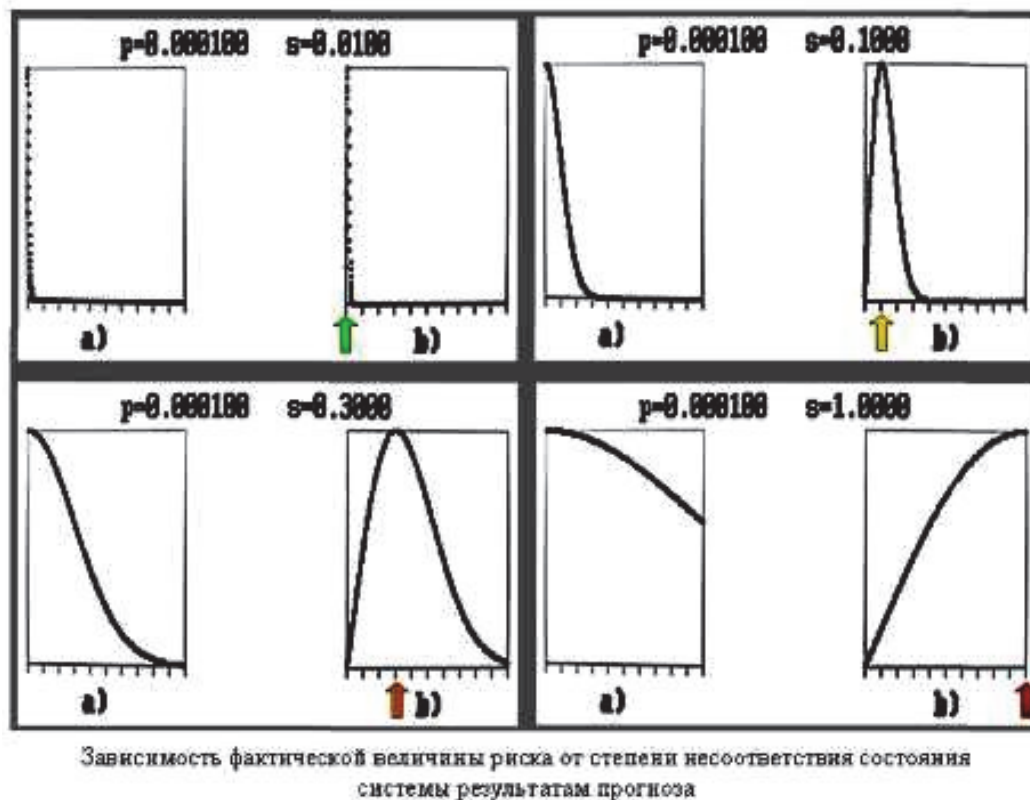 p=0.000100 s=0.0100
a) b)
p=0.000100 s=0.1000
a) b)
p=0.000100 s=0.3000
a) b)
p=0.000100 s=1.0000
a) b)
Зависимость фактической величины риска от степени несоответствия состояния
системы результатам прогноза